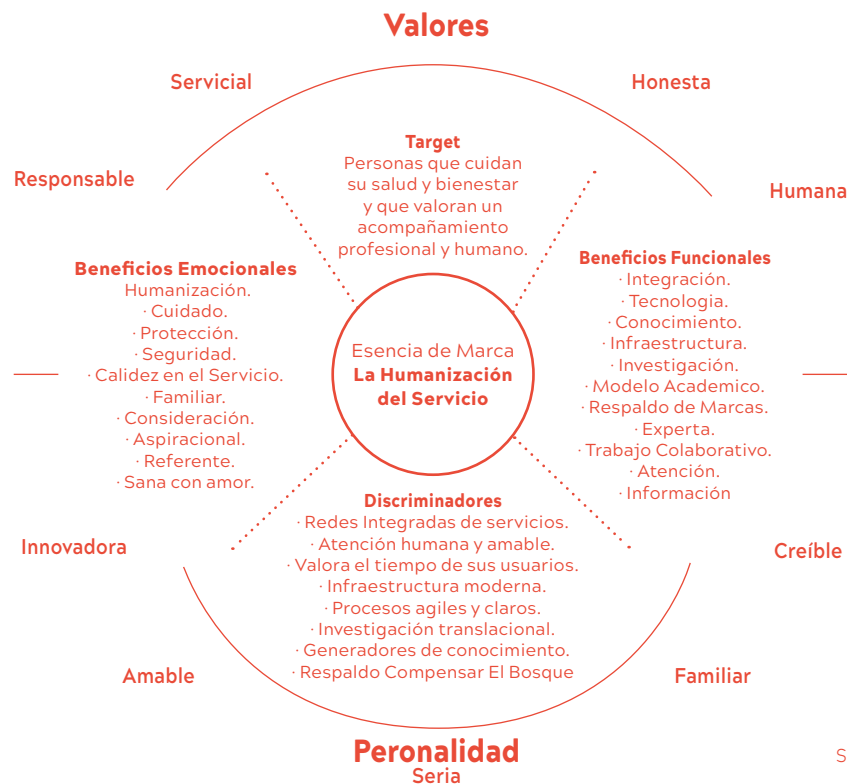 Valores
Servicial
Honesta
Responsable
Humana
Target
Personas que cuidan
su salud y bienestar
y que valoran un
acompañamiento
profesional y humano.
Beneficios Emocionales
Humanización.
· Cuidado.
· Protección.
· Seguridad.
· Calidez en el Servicio.
· Familiar.
· Consideración.
· Aspiracional.
· Referente.
· Sana con amor.
Esencia de Marca
La Humanización
del Servicio
Beneficios Funcionales
· Integración.
· Tecnologia.
· Conocimiento.
· Infraestructura.
· Investigación.
· Modelo Academico.
· Respaldo de Marcas.
· Experta.
· Trabajo Colaborativo.
· Atención.
· Información
Discriminadores
· Redes Integradas de servicios.
· Atención humana y amable.
· Valora el tiempo de sus usuarios.
· Infraestructura moderna.
· Procesos agiles y claros.
· Investigación translacional.
· Generadores de conocimiento.
· Respaldo Compensar El Bosque
Innovadora
Creíble
Amable
Familiar
Peronalidad
Seria
S